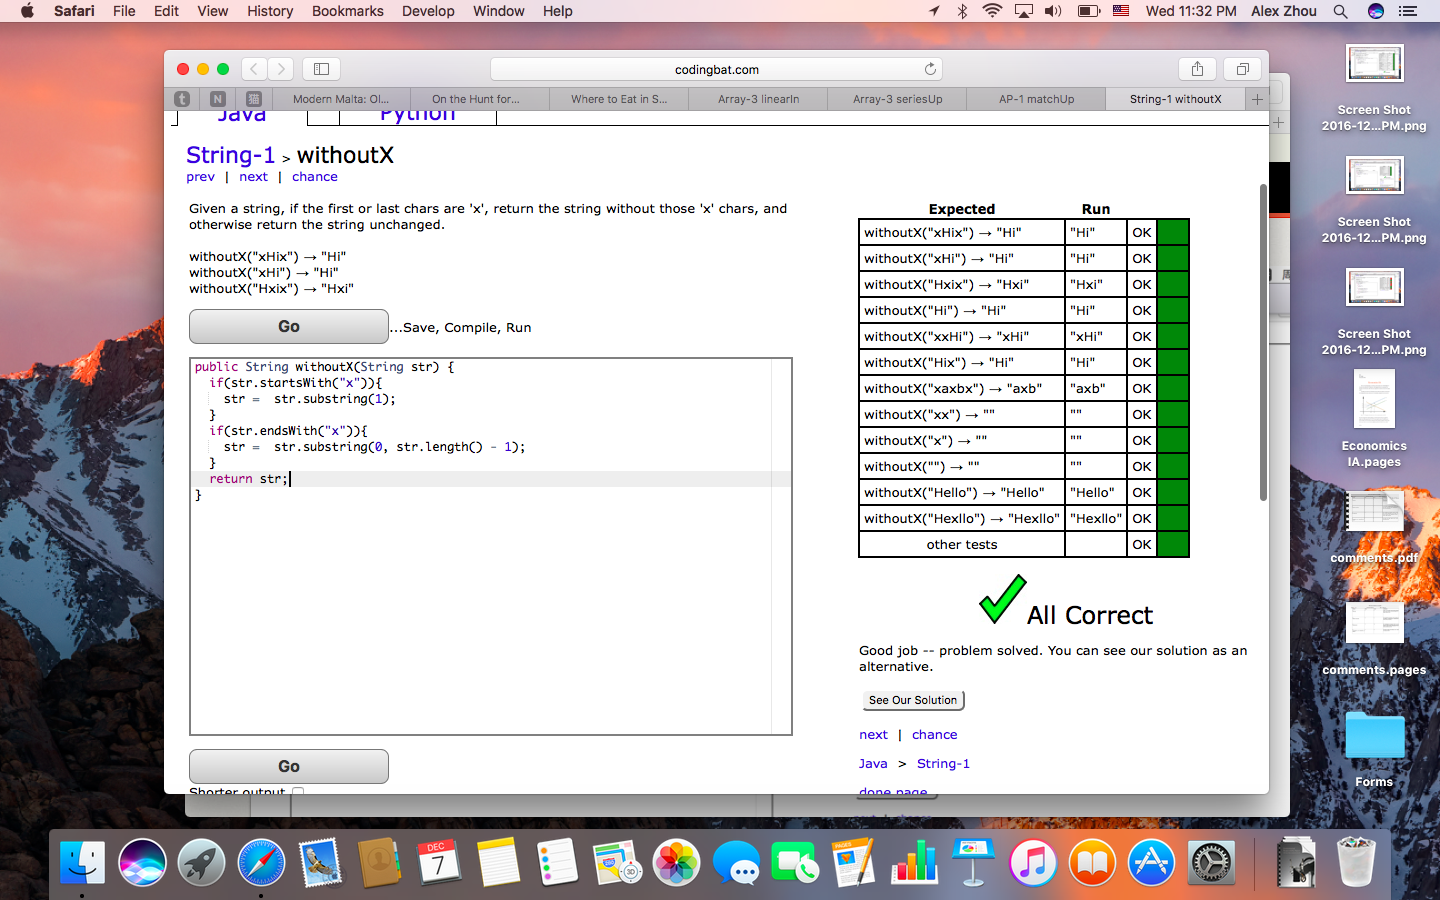 Safari File Edit View History Bookmarks Develop Window Help Wed 11:32 PM Alex Zhou
codingbat.com
t N 猫 Modern Malta: Ol... On the Hunt for... Where to Eat in S... Array-3 linearIn Array-3 seriesUp AP-1 matchUp String-1 withoutX
Java Python
String-1 > withoutX
prev | next | chance
Given a string, if the first or last chars are 'x', return the string without those 'x' chars, and
otherwise return the string unchanged.
withoutX("xHix") → "Hi"
withoutX("xHi") → "Hi"
withoutX("Hxix") → "Hxi"
Go ...Save, Compile, Run
public String withoutX(String str) {
if(str.startsWith("x")){
str =  str.substring(1);
}
if(str.endsWith("x")){
str =  str.substring(0, str.length() - 1);
}
return str;
}
Go
Shorter output
Expected Run
withoutX("xHix") → "Hi" "Hi" OK
withoutX("xHi") → "Hi" "Hi" OK
withoutX("Hxix") → "Hxi" "Hxi" OK
withoutX("Hi") → "Hi" "Hi" OK
withoutX("xxHi") → "xHi" "xHi" OK
withoutX("Hix") → "Hi" "Hi" OK
withoutX("xaxbx") → "axb" "axb" OK
withoutX("xx") → "" "" OK
withoutX("x") → "" "" OK
withoutX("") → "" "" OK
withoutX("Hello") → "Hello" "Hello" OK
withoutX("Hexllo") → "Hexllo" "Hexllo" OK
other tests OK
All Correct
Good job -- problem solved. You can see our solution as an
alternative.
See Our Solution
next | chance
Java > String-1
done page
Screen Shot
2016-12...PM.png
Screen Shot
2016-12...PM.png
Screen Shot
2016-12...PM.png
Economics
IA.pages
comments.pdf
comments.pages
Forms
DEC
7
PAGES